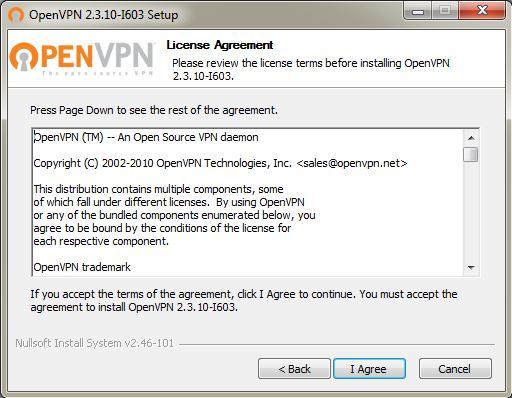 OpenVPN 2.3.10-I603 Setup
OPENVPN
The open source VPN
License Agreement
Please review the license terms before installing OpenVPN
2.3.10-I603.
Press Page Down to see the rest of the agreement.
OpenVPN (TM) -- An Open Source VPN daemon
Copyright (C) 2002-2010 OpenVPN Technologies, Inc. <sales@openvpn.net>
This distribution contains multiple components, some
of which fall under different licenses.  By using OpenVPN
or any of the bundled components enumerated below, you
agree to be bound by the conditions of the license for
each respective component.
OpenVPN trademark
If you accept the terms of the agreement, click I Agree to continue. You must accept the
agreement to install OpenVPN 2.3.10-I603.
Nullsoft Install System v2.46-101
< Back
I Agree
Cancel